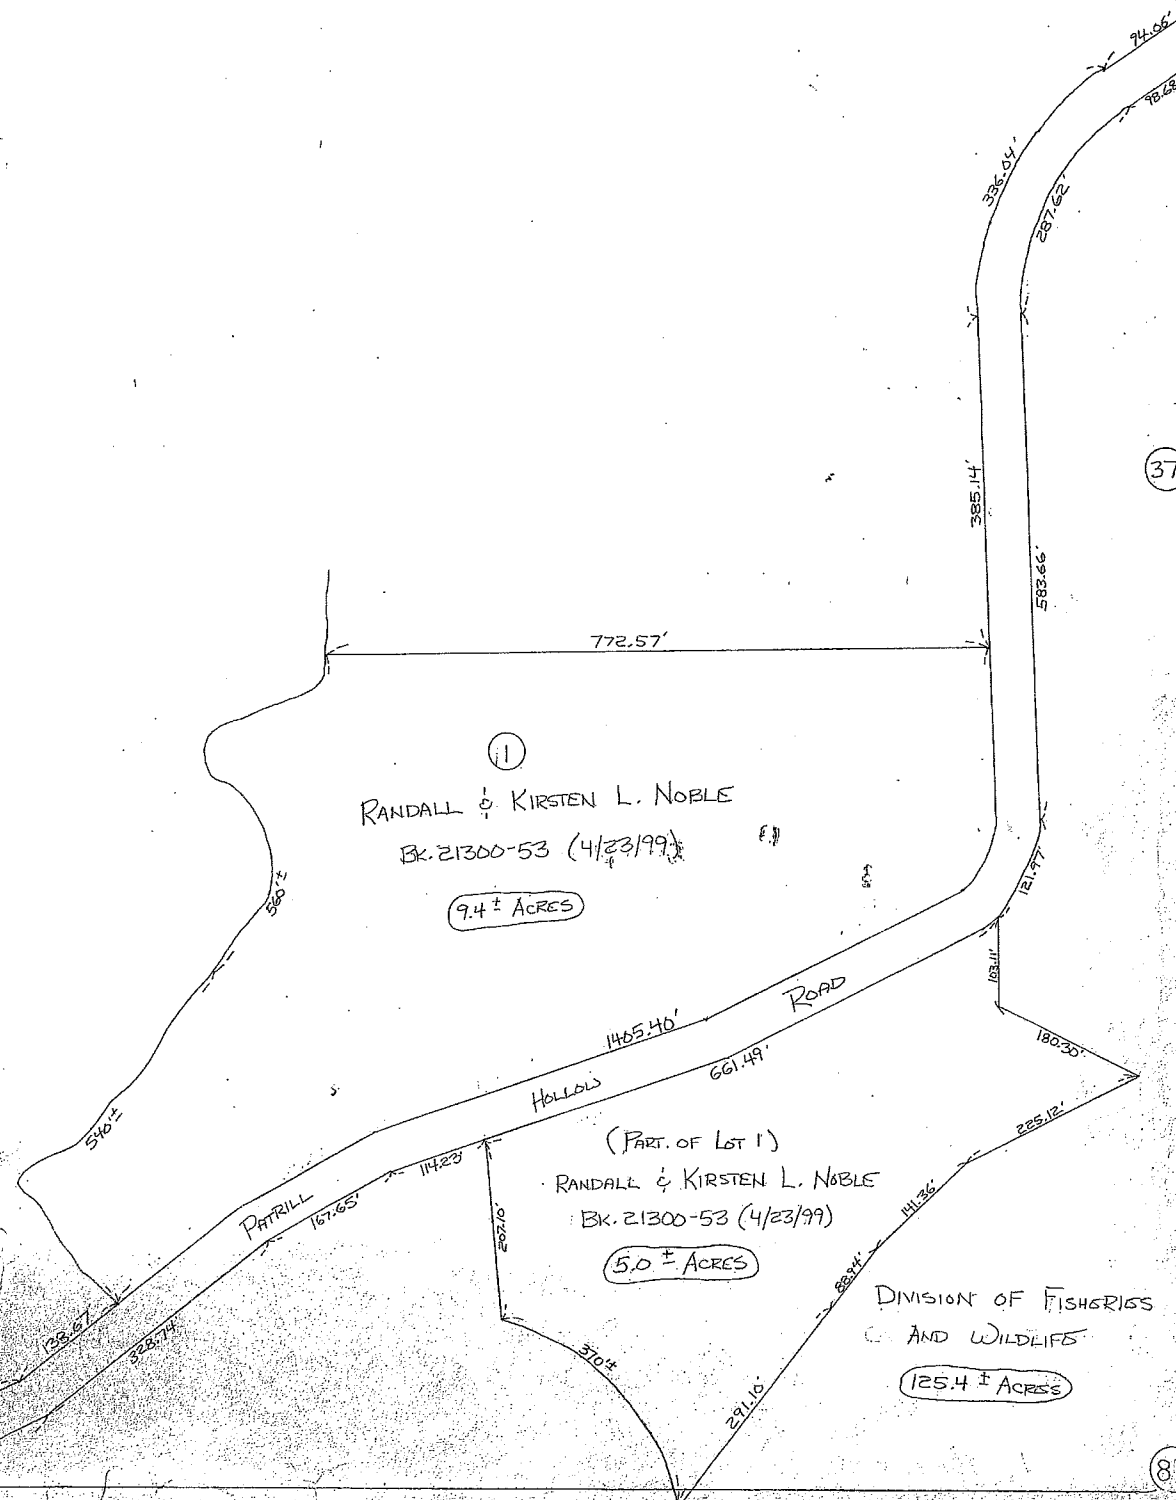 94.06'
98.68
336.04'
287.62'
37
385.14'
583.66'
772.57'
1
RANDALL & KIRSTEN L. NOBLE
BK. 21300-53 (4/23/99)
9.4 ± ACRES
560'±
121.97'
103.11'
ROAD
1405.40'
661.49'
180.30'
HOLLOW
540'±
225.12'
(PART. OF LOT 1)
114.23'
RANDALL & KIRSTEN L. NOBLE
141.36'
PATRILL
167.65'
207.10'
BK. 21300-53 (4/23/99)
5.0 ± ACRES
88.94'
DIVISION OF FISHERIES
AND WILDLIFE
138.67'
328.74'
370'±
125.4 ± ACRES
291.10'
8